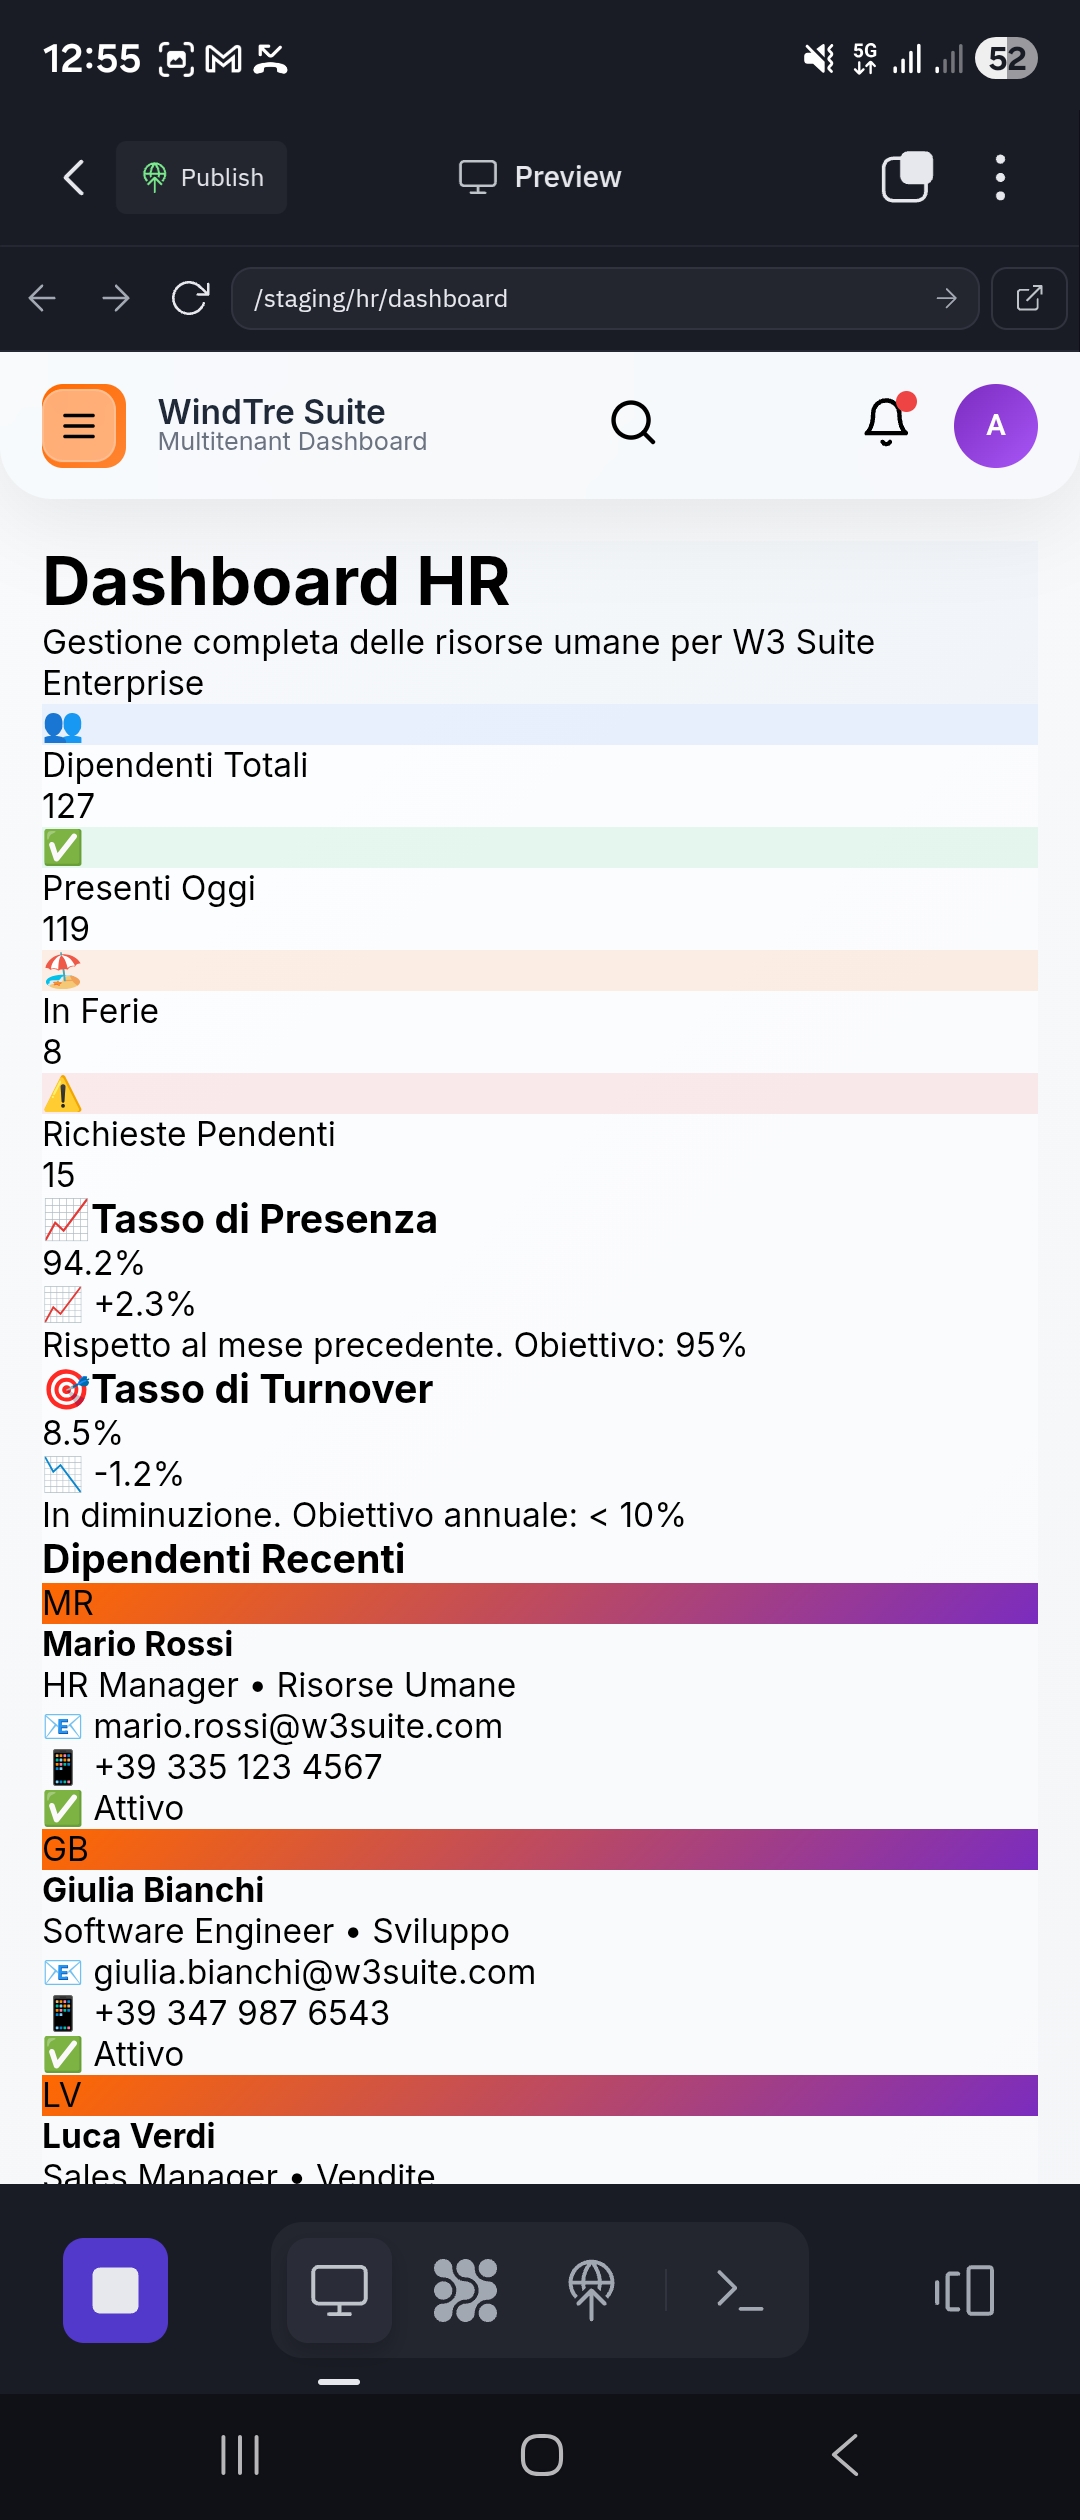 12:55
5G
52
Publish
Preview
/staging/hr/dashboard
WindTre Suite
Multitenant Dashboard
A
Dashboard HR
Gestione completa delle risorse umane per W3 Suite
Enterprise
👥
Dipendenti Totali
127
✅
Presenti Oggi
119
🏖️
In Ferie
8
⚠️
Richieste Pendenti
15
📈Tasso di Presenza
94.2%
📈 +2.3%
Rispetto al mese precedente. Obiettivo: 95%
🎯Tasso di Turnover
8.5%
📉 -1.2%
In diminuzione. Obiettivo annuale: < 10%
Dipendenti Recenti
MR
Mario Rossi
HR Manager • Risorse Umane
📧 mario.rossi@w3suite.com
📱 +39 335 123 4567
✅ Attivo
GB
Giulia Bianchi
Software Engineer • Sviluppo
📧 giulia.bianchi@w3suite.com
📱 +39 347 987 6543
✅ Attivo
LV
Luca Verdi
Sales Manager • Vendite